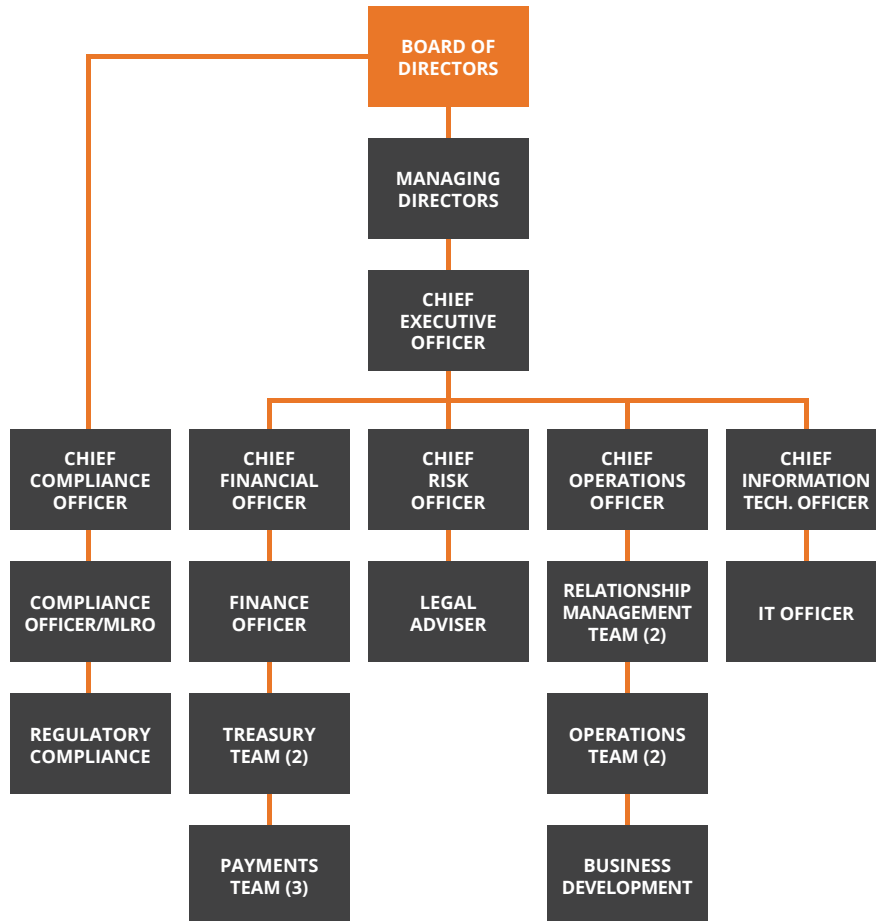 BOARD OF
DIRECTORS
MANAGING
DIRECTORS
CHIEF
EXECUTIVE
OFFICER
CHIEF
COMPLIANCE
OFFICER
CHIEF
FINANCIAL
OFFICER
CHIEF
RISK
OFFICER
CHIEF
OPERATIONS
OFFICER
CHIEF
INFORMATION
TECH. OFFICER
COMPLIANCE
OFFICER/MLRO
FINANCE
OFFICER
LEGAL
ADVISER
RELATIONSHIP
MANAGEMENT
TEAM (2)
IT OFFICER
REGULATORY
COMPLIANCE
TREASURY
TEAM (2)
OPERATIONS
TEAM (2)
PAYMENTS
TEAM (3)
BUSINESS
DEVELOPMENT